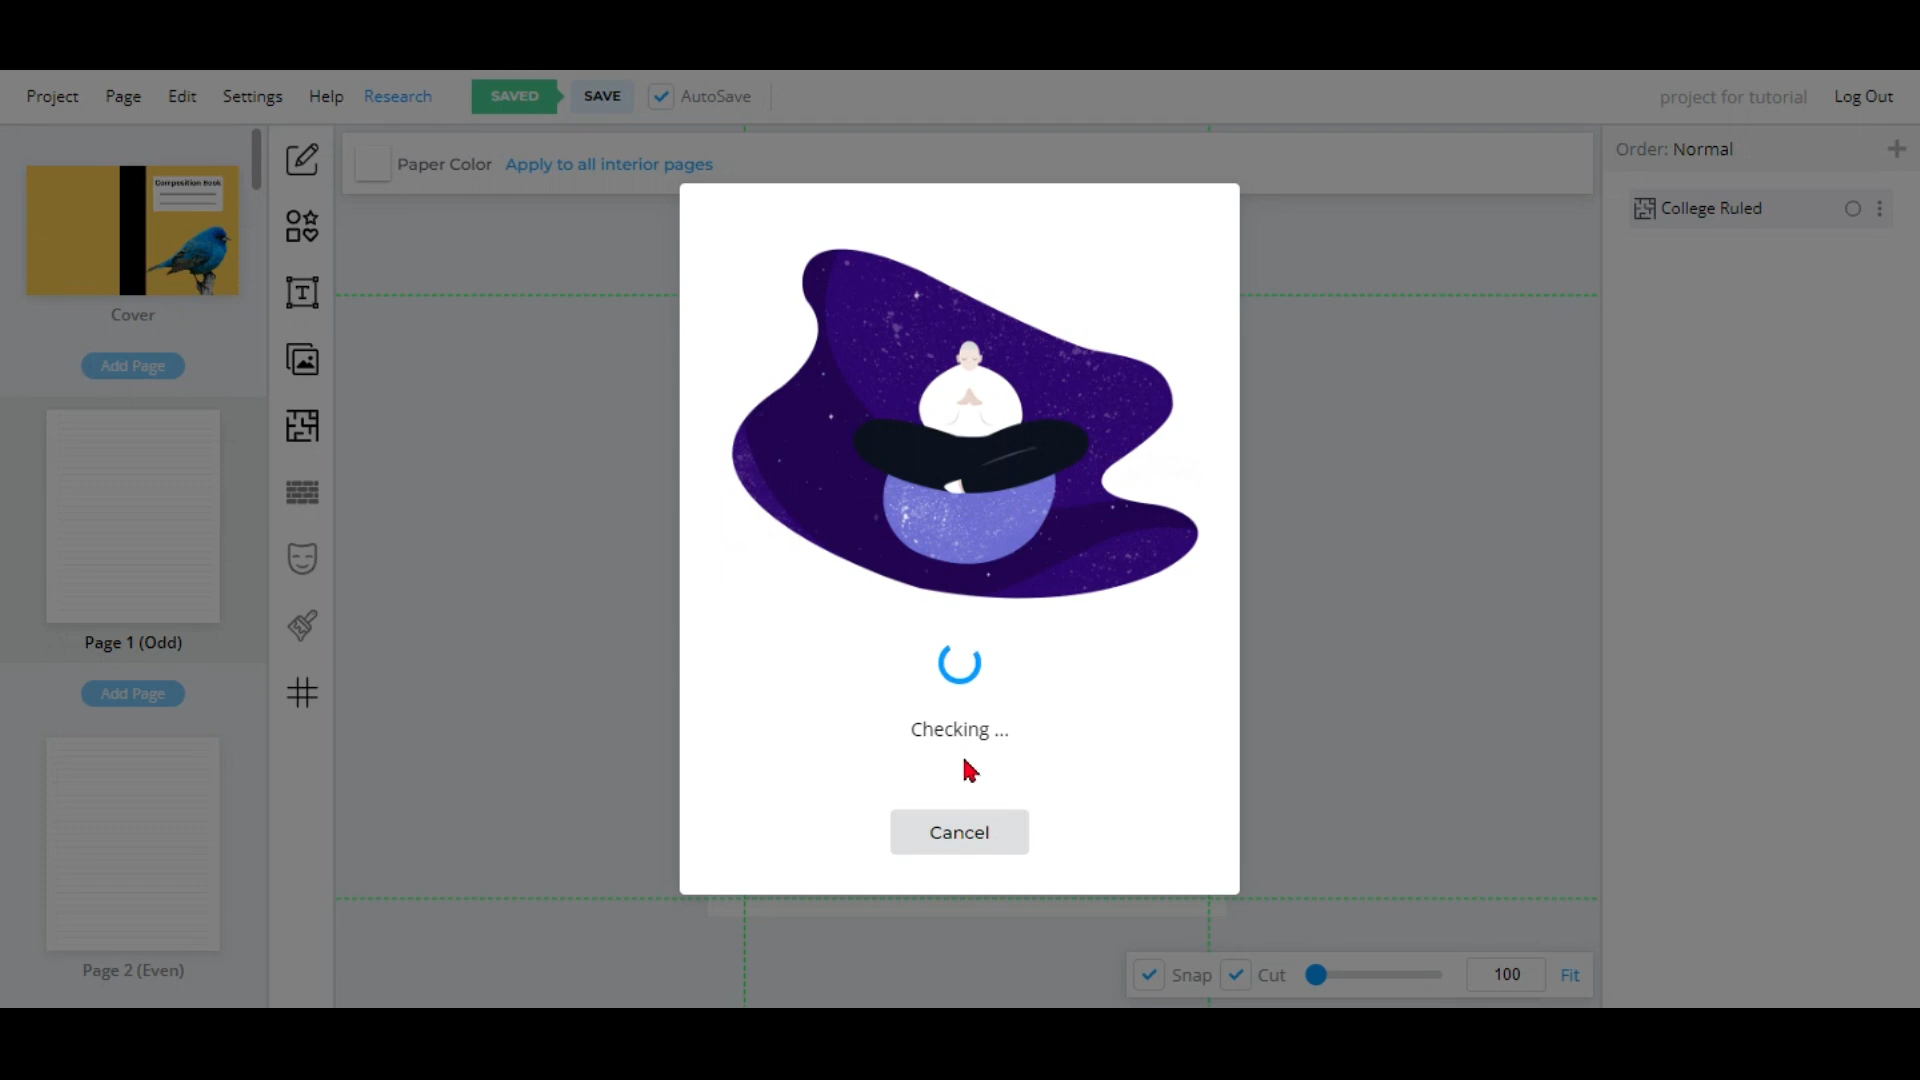 Project Page Edit Settings Help Research SAVED SAVE AutoSave project for tutorial Log Out
Paper Color Apply to all interior pages
Order: Normal
College Ruled
Composition Book
Cover
Add Page
Page 1 (Odd)
Add Page
Page 2 (Even)
Checking ...
Cancel
Snap Cut 100 Fit